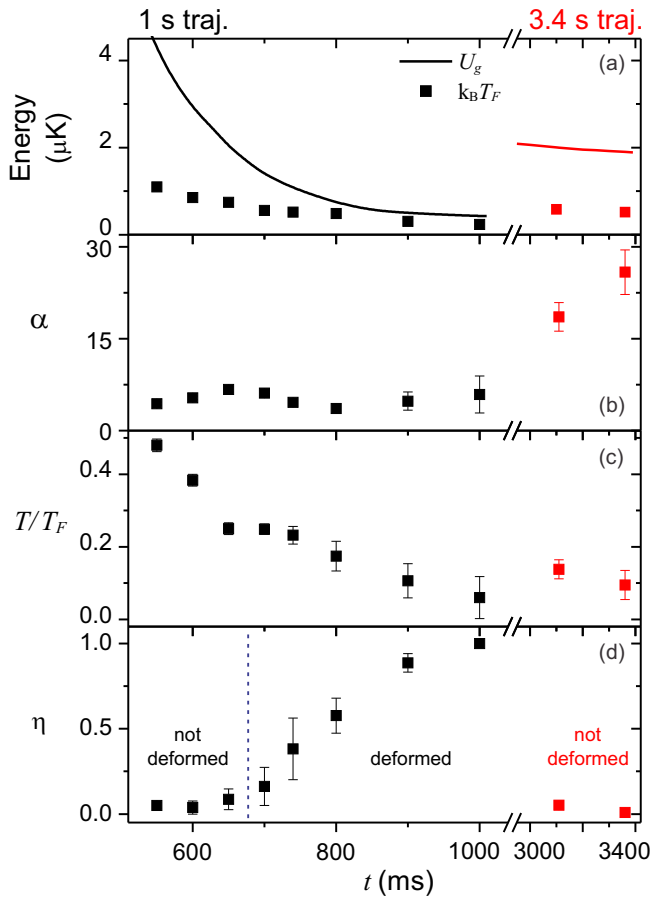 1 s traj.
3.4 s traj.
4
2
0
Energy
(μK)
U_g
k_B T_F
(a)
30
15
0
α
(b)
0.4
0.2
0.0
T/T_F
(c)
1.0
0.5
0.0
η
(d)
not
deformed
deformed
not
deformed
600 800 1000 3000 3400
t (ms)